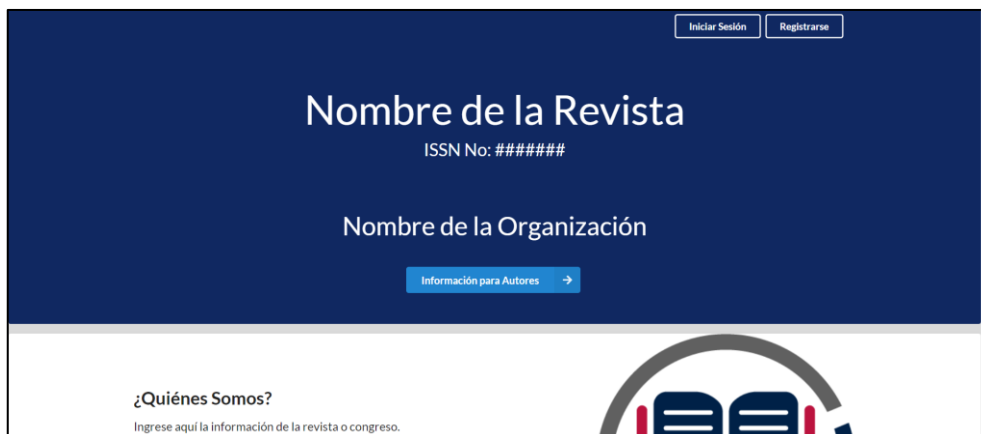 Iniciar Sesión
Registrarse
Nombre de la Revista
ISSN No: #######
Nombre de la Organización
Información para Autores
¿Quiénes Somos?
Ingrese aquí la información de la revista o congreso.